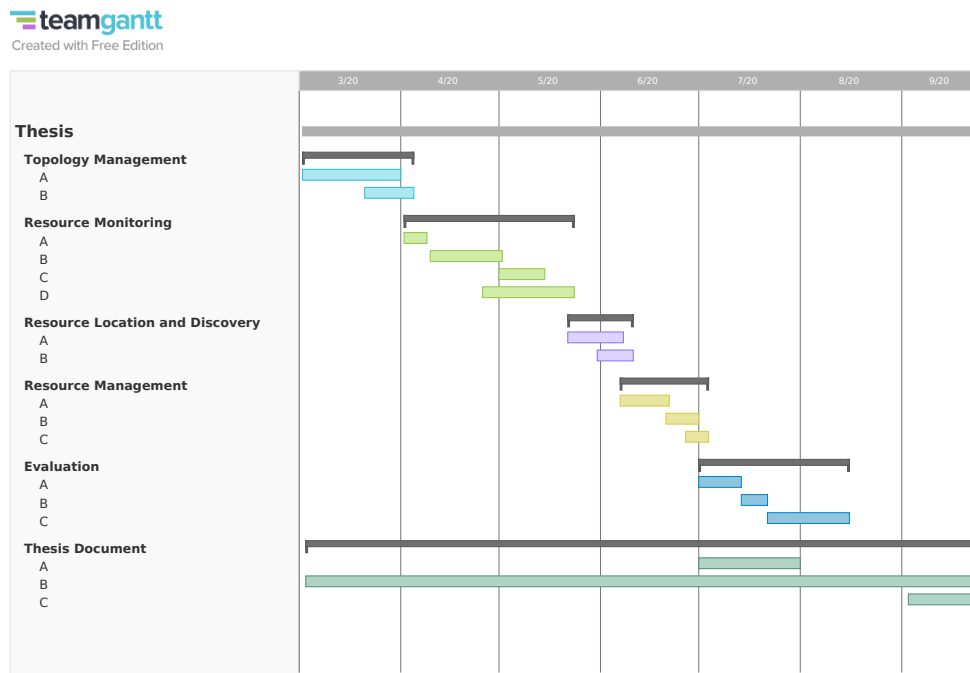 teamgantt
Created with Free Edition
3/20 4/20 5/20 6/20 7/20 8/20 9/20
Thesis
Topology Management
A
B
Resource Monitoring
A
B
C
D
Resource Location and Discovery
A
B
Resource Management
A
B
C
Evaluation
A
B
C
Thesis Document
A
B
C